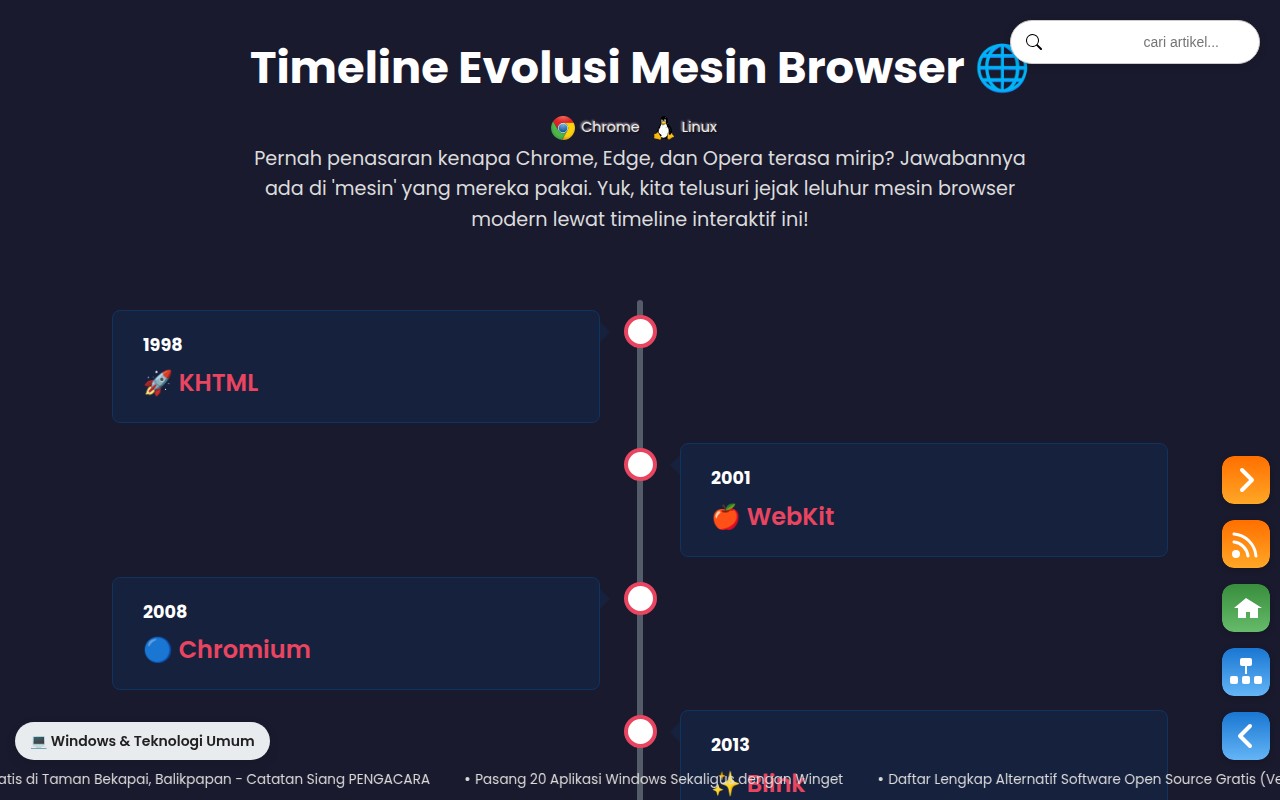 Timeline Evolusi Mesin Browser 🌐
cari artikel...
Chrome Linux
Pernah penasaran kenapa Chrome, Edge, dan Opera terasa mirip? Jawabannya
ada di 'mesin' yang mereka pakai. Yuk, kita telusuri jejak leluhur mesin browser
modern lewat timeline interaktif ini!
1998
🚀 KHTML
2001
🍎 WebKit
2008
🔵 Chromium
2013
✨ Blink
💻 Windows & Teknologi Umum
atis di Taman Bekapai, Balikpapan - Catatan Siang PENGACARA • Pasang 20 Aplikasi Windows Sekaligus dengan Winget • Daftar Lengkap Alternatif Software Open Source Gratis (Ve